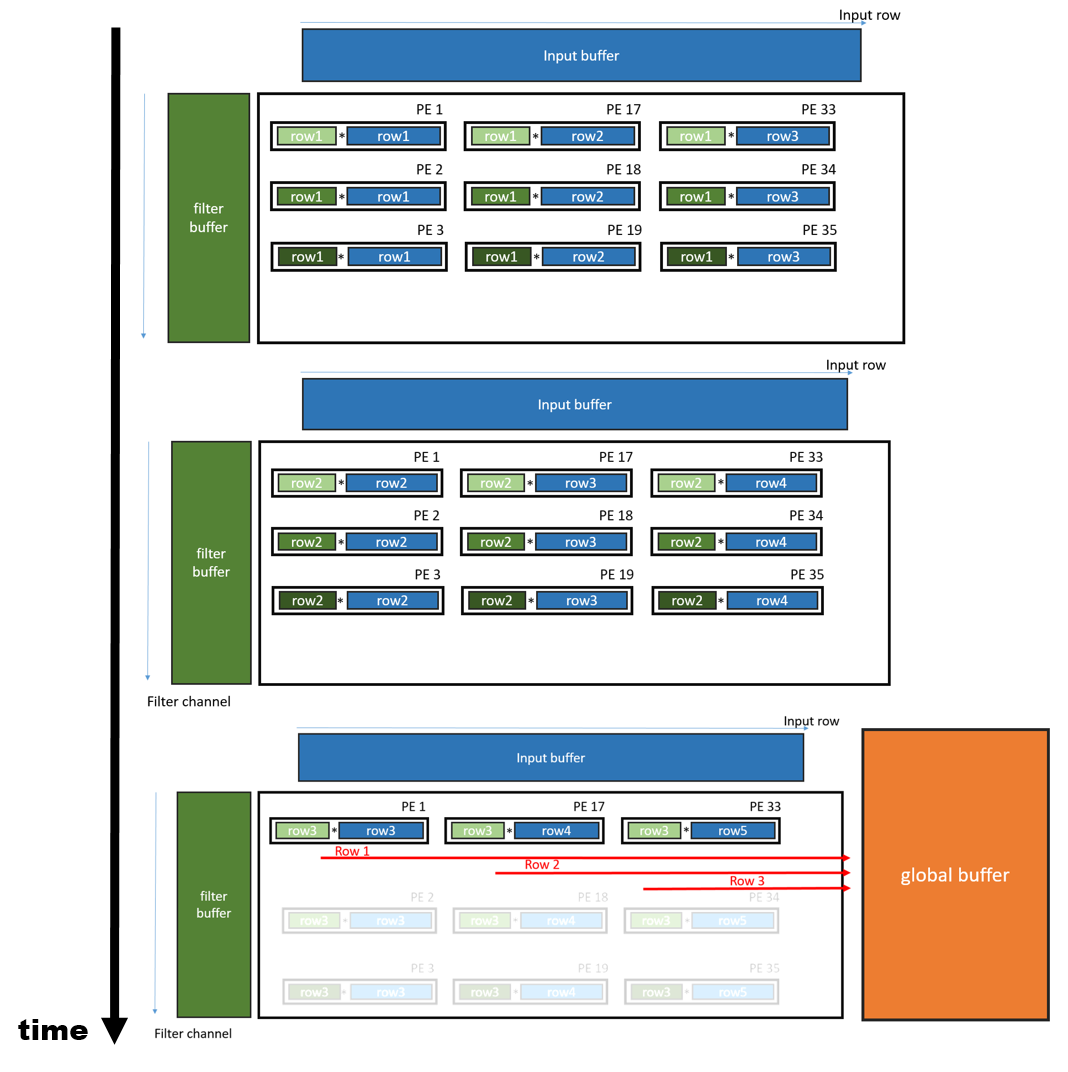 Input row
Input buffer
filter
buffer
PE 1 PE 17 PE 33
row1 * row1 row1 * row2 row1 * row3
PE 2 PE 18 PE 34
row1 * row1 row1 * row2 row1 * row3
PE 3 PE 19 PE 35
row1 * row1 row1 * row2 row1 * row3
Input row
Input buffer
filter
buffer
PE 1 PE 17 PE 33
row2 * row2 row2 * row3 row2 * row4
PE 2 PE 18 PE 34
row2 * row2 row2 * row3 row2 * row4
PE 3 PE 19 PE 35
row2 * row2 row2 * row3 row2 * row4
Filter channel
Input row
Input buffer
filter
buffer
PE 1 PE 17 PE 33
row3 * row3 row3 * row4 row3 * row5
Row 1
Row 2
Row 3
PE 2 PE 18 PE 34
row3 * row3 row3 * row4 row3 * row5
PE 3 PE 19 PE 35
row3 * row3 row3 * row4 row3 * row5
global buffer
Filter channel
time